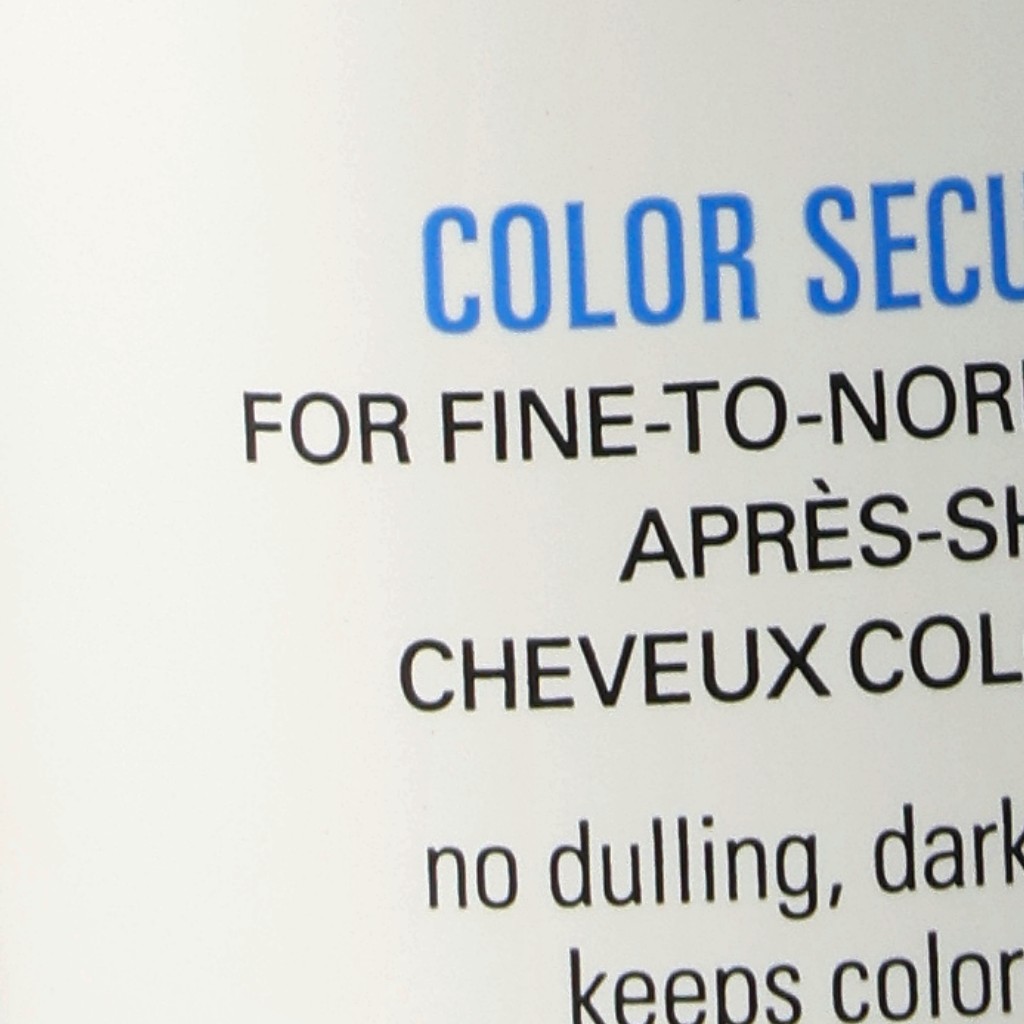 COLOR SECU
FOR FINE-TO-NOR
APRÈS-SH
CHEVEUX COL
no dulling, dark
keeps color